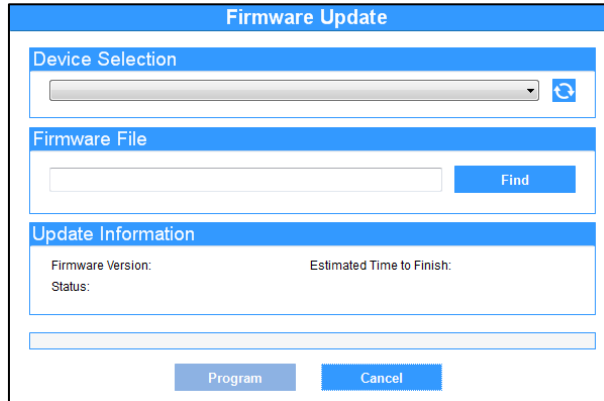 Firmware Update
Device Selection
Firmware File
Find
Update Information
Firmware Version: Estimated Time to Finish:
Status:
Program Cancel